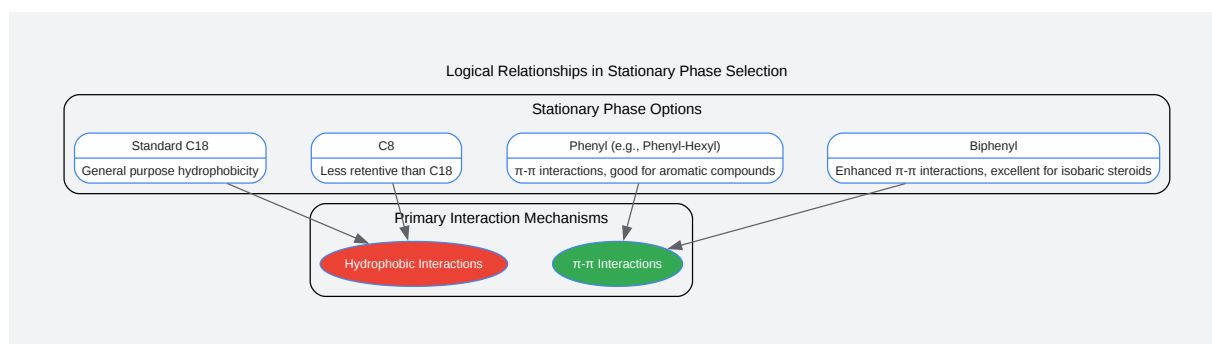 Logical Relationships in Stationary Phase Selection
Stationary Phase Options
Standard C18
General purpose hydrophobicity
C8
Less retentive than C18
Phenyl (e.g., Phenyl-Hexyl)
π-π interactions, good for aromatic compounds
Biphenyl
Enhanced π-π interactions, excellent for isobaric steroids
Primary Interaction Mechanisms
Hydrophobic Interactions
π-π Interactions